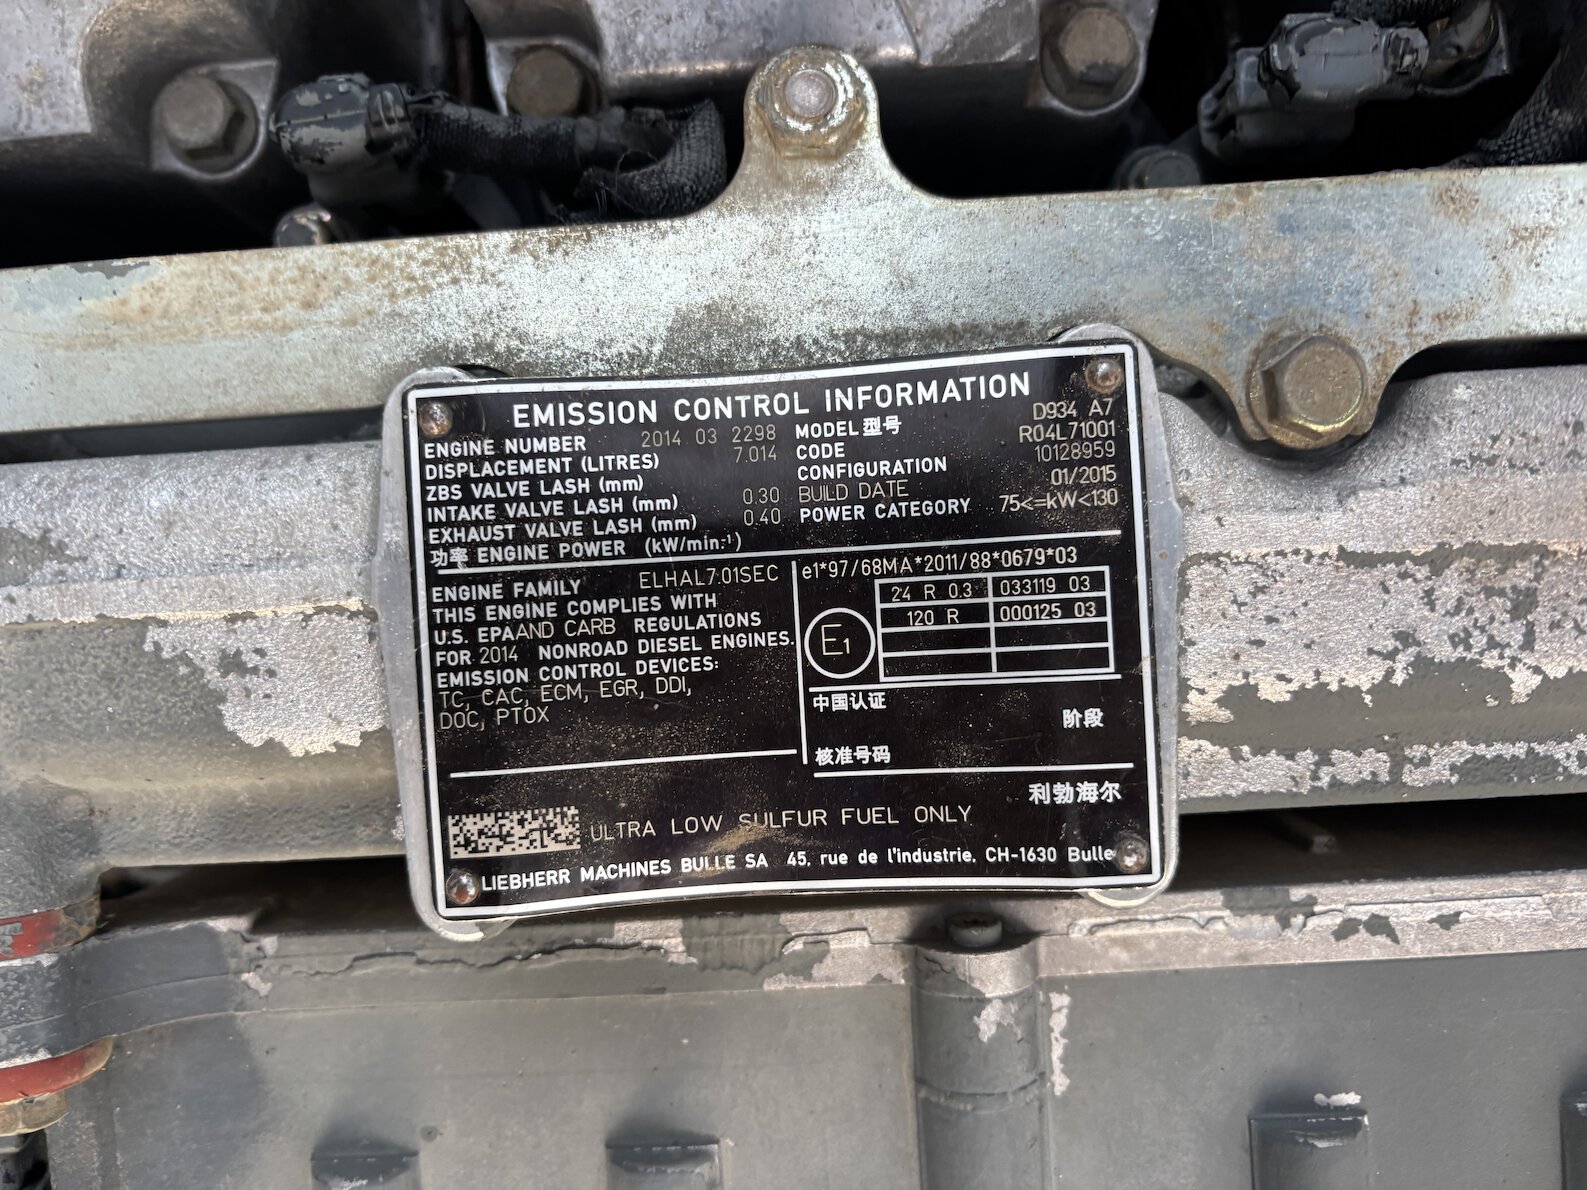 EMISSION CONTROL INFORMATION
ENGINE NUMBER 2014 03 2298
DISPLACEMENT (LITRES) 7.014
ZBS VALVE LASH (mm)
INTAKE VALVE LASH (mm) 0.30
EXHAUST VALVE LASH (mm) 0.40
功率 ENGINE POWER (kW/min.-¹)
MODEL型号 D934 A7
CODE R04L71001
CONFIGURATION 10128959
BUILD DATE 01/2015
POWER CATEGORY 75<=kW<130
ENGINE FAMILY ELHAL7.01SEC
THIS ENGINE COMPLIES WITH
U.S. EPA AND CARB REGULATIONS
FOR 2014 NONROAD DIESEL ENGINES.
EMISSION CONTROL DEVICES:
TC, CAC, ECM, EGR, DDI,
DOC, PTOX
e1*97/68MA*2011/88*0679*03
E1
24 R 0.3 033119 03
120 R 000125 03
中国认证
阶段
核准号码
利勃海尔
ULTRA LOW SULFUR FUEL ONLY
LIEBHERR MACHINES BULLE SA 45, rue de l'industrie. CH-1630 Bulle